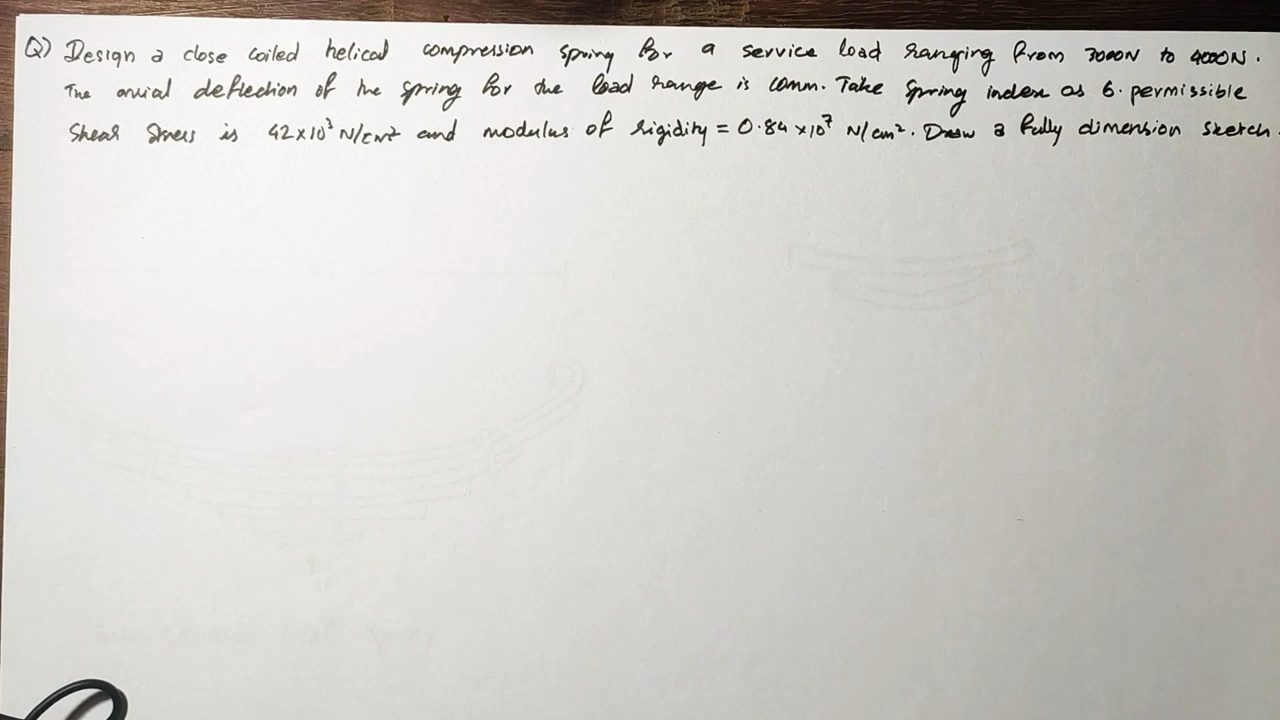 Q) Design a close coiled helical compression spring for a service load ranging from 3000N to 4000N.
The axial deflection of the spring for the load range is 10mm. Take Spring index as 6. permissible
Shear Stress is 42×10³ N/cm² and modulus of rigidity = 0.84 ×10⁷ N/cm². Draw a fully dimension sketch.